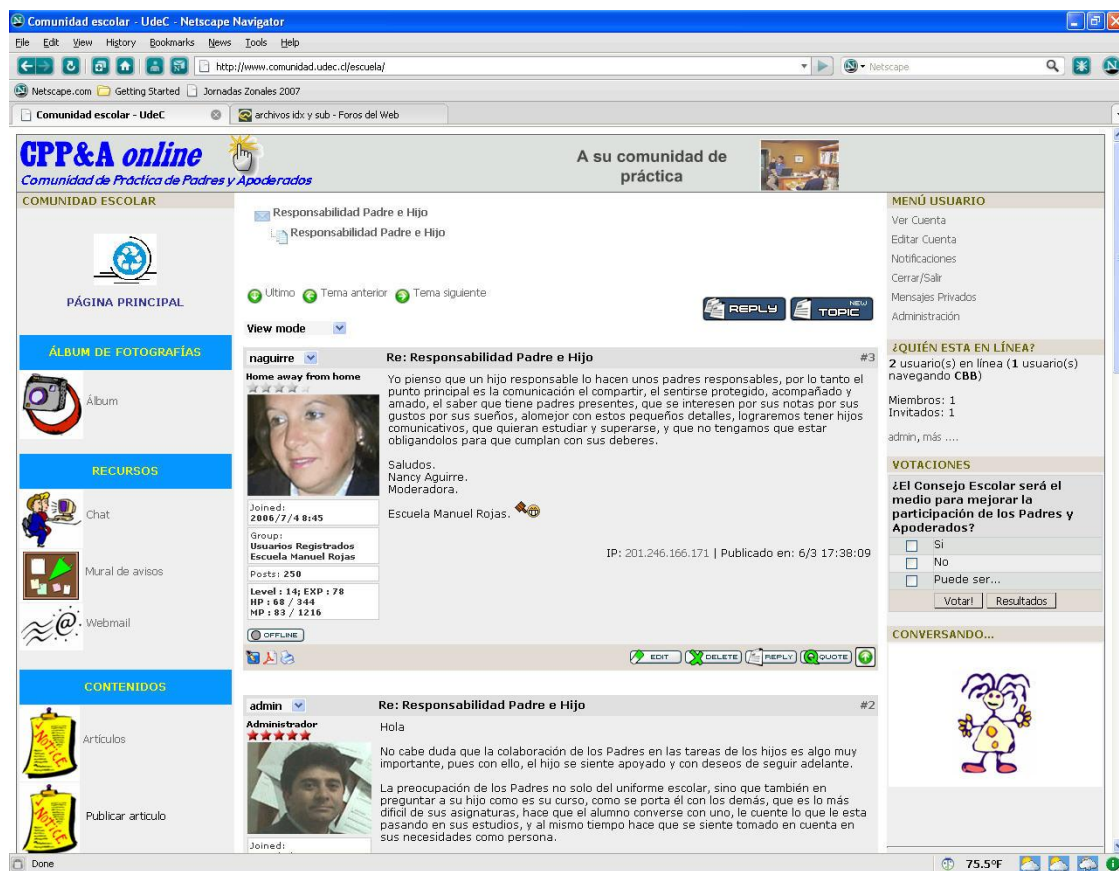 Comunidad escolar - UdeC - Netscape Navigator
File Edit View History Bookmarks News Tools Help
http://www.comunidad.udec.cl/escuela/
Netscape
Netscape.com Getting Started Jornadas Zonales 2007
Comunidad escolar - UdeC
archivos idx y sub - Foros del Web
CPP&A online
Comunidad de Práctica de Padres y Apoderados
A su comunidad de
práctica
COMUNIDAD ESCOLAR
PÁGINA PRINCIPAL
ÁLBUM DE FOTOGRAFÍAS
Álbum
RECURSOS
Chat
Mural de avisos
Webmail
CONTENIDOS
NOTICE
Artículos
NOTICE
Publicar articulo
Responsabilidad Padre e Hijo
Responsabilidad Padre e Hijo
Ultimo Tema anterior Tema siguiente
REPLY
NEW
TOPIC
View mode
naguirre
Re: Responsabilidad Padre e Hijo #3
Home away from home
Joined:
2006/7/4 8:45
Group:
Usuarios Registrados
Escuela Manuel Rojas
Posts: 250
Level : 14; EXP : 78
HP : 68 / 344
MP : 83 / 1216
OFFLINE
Yo pienso que un hijo responsable lo hacen unos padres responsables, por lo tanto el
punto principal es la comunicación el compartir, el sentirse protegido, acompañado y
amado, el saber que tiene padres presentes, que se interesen por sus notas por sus
gustos por sus sueños, alomejor con estos pequeños detalles, lograremos tener hijos
comunicativos, que quieran estudiar y superarse, y que no tengamos que estar
obligandolos para que cumplan con sus deberes.
Saludos.
Nancy Aguirre.
Moderadora.
Escuela Manuel Rojas.
IP: 201.246.166.171 | Publicado en: 6/3 17:38:09
EDIT DELETE REPLY QUOTE
admin
Re: Responsabilidad Padre e Hijo #2
Administrador
Joined:
Hola
No cabe duda que la colaboración de los Padres en las tareas de los hijos es algo muy
importante, pues con ello, el hijo se siente apoyado y con deseos de seguir adelante.
La preocupación de los Padres no solo del uniforme escolar, sino que también en
preguntar a su hijo como es su curso, como se porta él con los demás, que es lo más
dificil de sus asignaturas, hace que el alumno converse con uno, le cuente lo que le esta
pasando en sus estudios, y al mismo tiempo hace que se siente tomado en cuenta en
sus necesidades como persona.
MENÚ USUARIO
Ver Cuenta
Editar Cuenta
Notificaciones
Cerrar/Salir
Mensajes Privados
Administración
¿QUIÉN ESTA EN LÍNEA?
2 usuario(s) en línea (1 usuario(s)
navegando CBB)
Miembros: 1
Invitados: 1
admin, más ....
VOTACIONES
¿El Consejo Escolar será el
medio para mejorar la
participación de los Padres y
Apoderados?
Si
No
Puede ser...
Votar! Resultados
CONVERSANDO...
Done
75.5°F